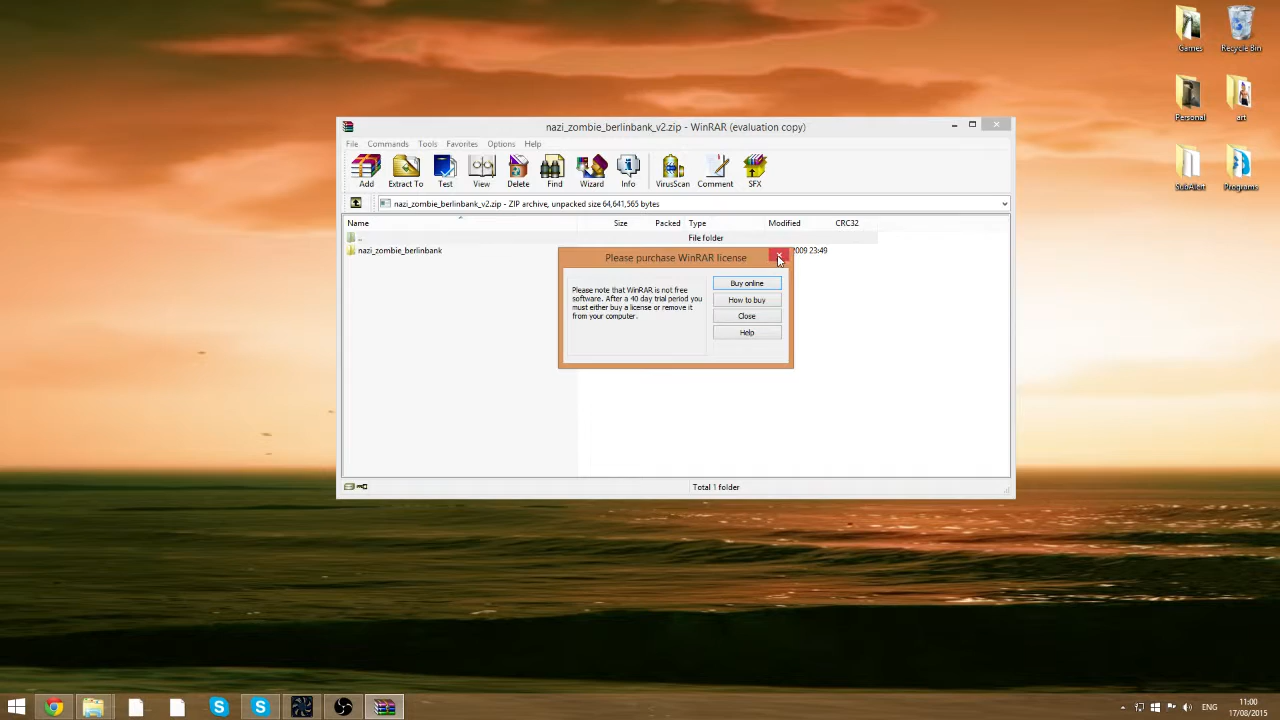 Games
Recycle Bin
Personal
art
Programs
nazi_zombie_berlinbank_v2.zip - WinRAR (evaluation copy)
File Commands Tools Favorites Options Help
Add Extract To Test View Delete Find Wizard Info VirusScan Comment SFX
nazi_zombie_berlinbank_v2.zip - ZIP archive, unpacked size 64,641,565 bytes
Name Size Packed Type Modified CRC32
.. File folder
nazi_zombie_berlinbank 2009 23:49
Please purchase WinRAR license
Please note that WinRAR is not free
software. After a 40 day trial period you
must either buy a license or remove it
from your computer.
Buy online
How to buy
Close
Help
Total 1 folder
ENG
11:00
17/08/2015